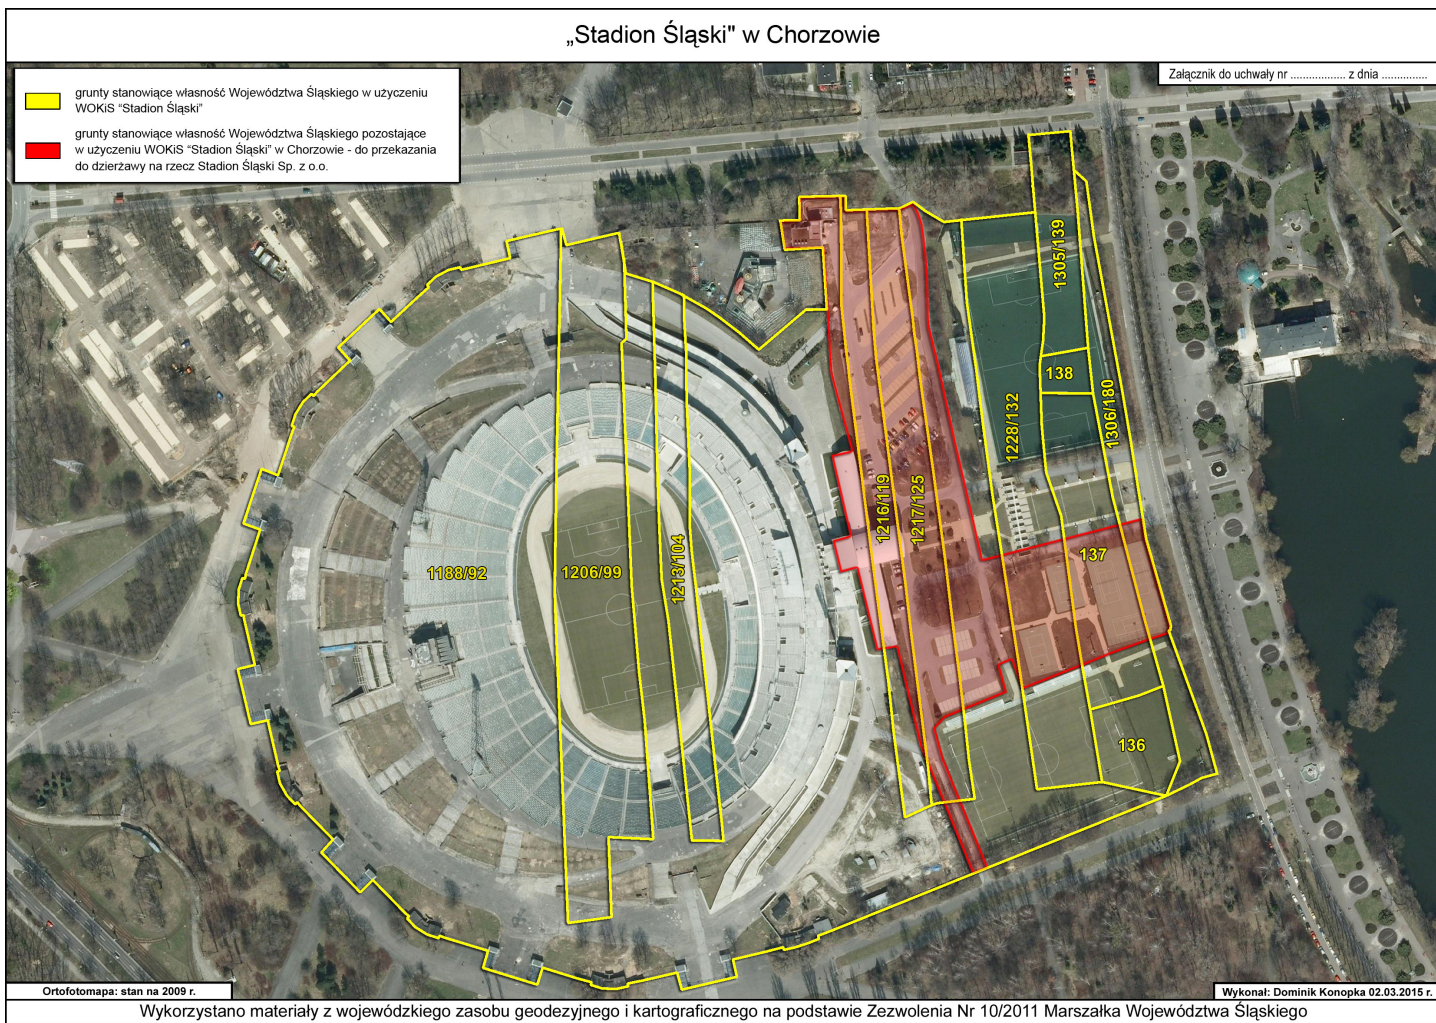 „Stadion Śląski" w Chorzowie
grunty stanowiące własność Województwa Śląskiego w użyczeniu
WOKiS “Stadion Śląski”
grunty stanowiące własność Województwa Śląskiego pozostające
w użyczeniu WOKiS “Stadion Śląski” w Chorzowie - do przekazania
do dzierżawy na rzecz Stadion Śląski Sp. z o.o.
Załącznik do uchwały nr .................. z dnia ...............
1305/139
138
1306/180
1228/132
1216/119
1217/125
137
1188/92
1206/99
1213/104
136
Ortofotomapa: stan na 2009 r.
Wykonał: Dominik Konopka 02.03.2015 r.
Wykorzystano materiały z wojewódzkiego zasobu geodezyjnego i kartograficznego na podstawie Zezwolenia Nr 10/2011 Marszałka Województwa Śląskiego